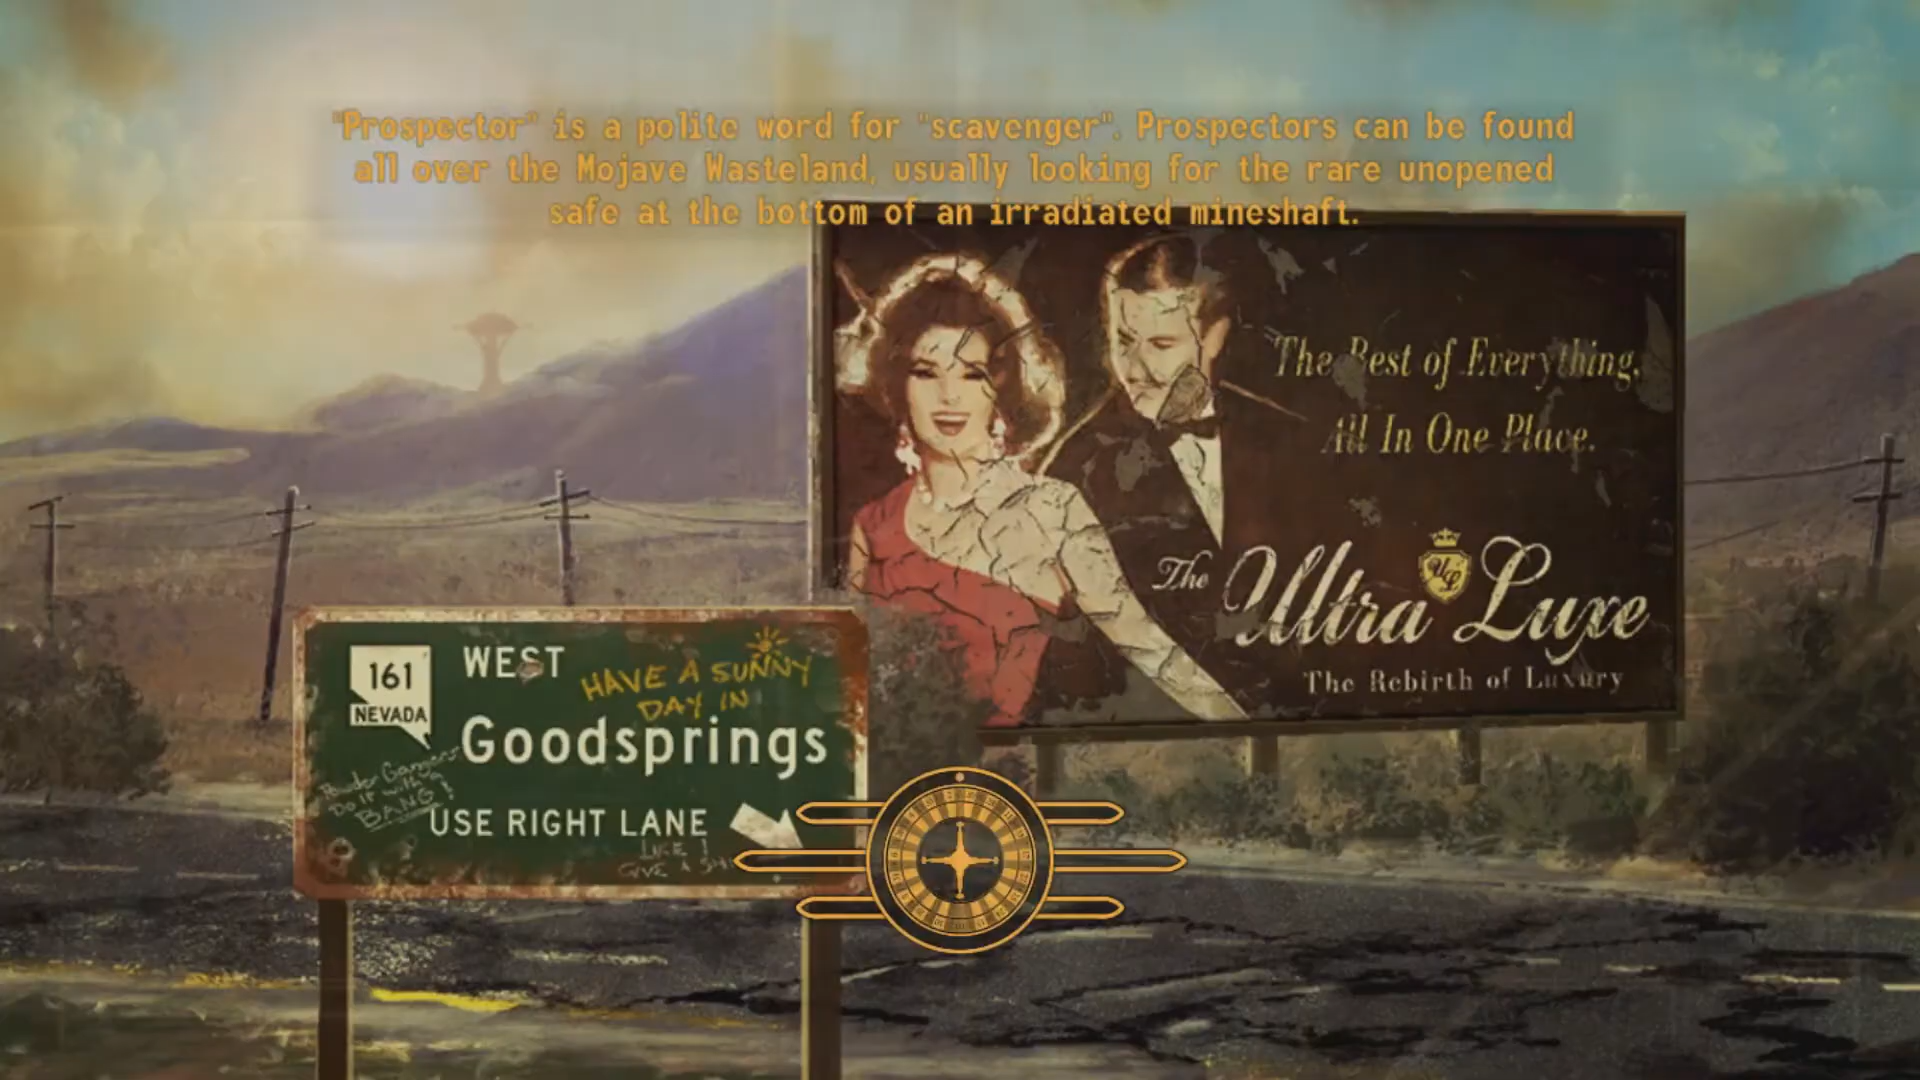 "Prospector" is a polite word for "scavenger". Prospectors can be found
all over the Mojave Wasteland, usually looking for the rare unopened
safe at the bottom of an irradiated mineshaft.
The Best of Everything,
All In One Place.
The Ultra Luxe
UL
The Rebirth of Luxury
161
NEVADA
WEST
HAVE A SUNNY
DAY IN
Goodsprings
Powder Gangers
Do it with
BANG!
USE RIGHT LANE
LIKE I
GIVE A